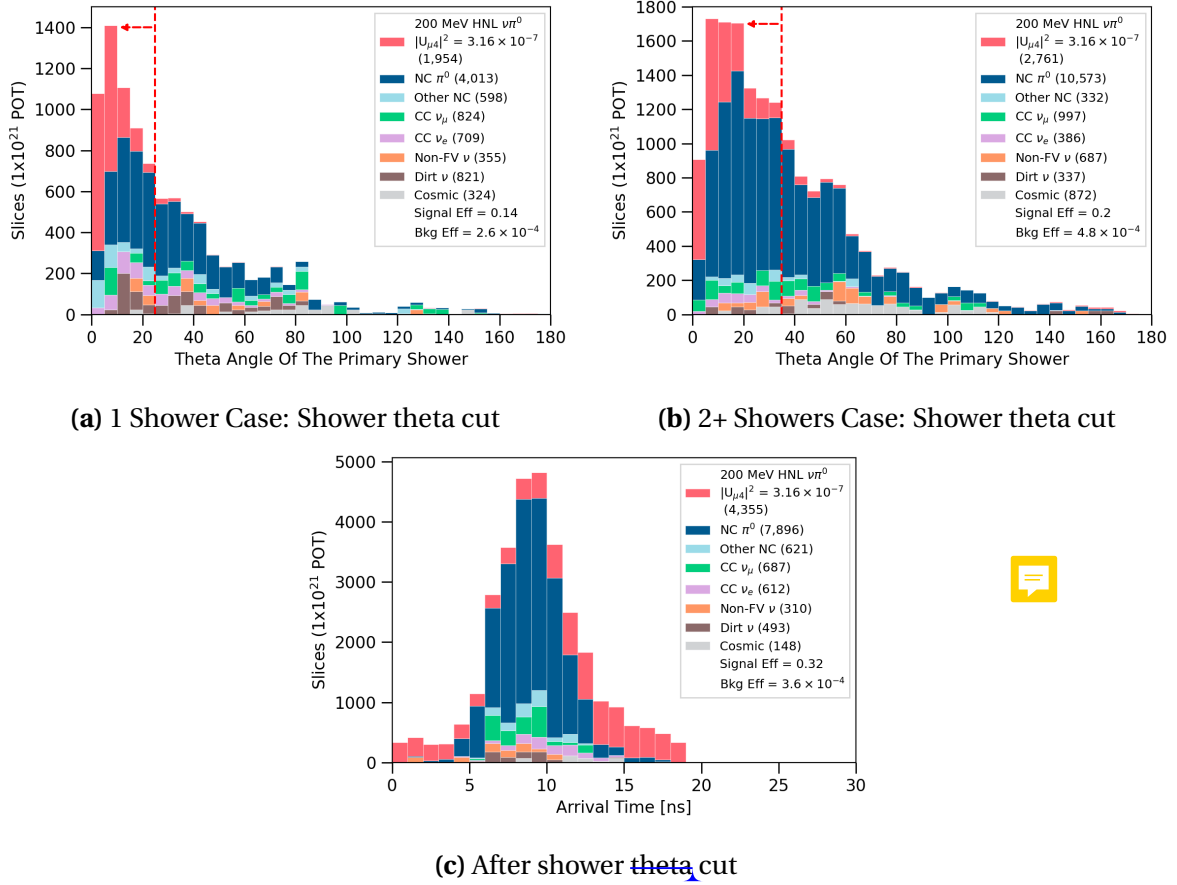 200 MeV HNL νπ⁰
|U_μ4|² = 3.16 × 10⁻⁷
(1,954)
NC π⁰ (4,013)
Other NC (598)
CC ν_μ (824)
CC ν_e (709)
Non-FV ν (355)
Dirt ν (821)
Cosmic (324)
Signal Eff = 0.14
Bkg Eff = 2.6 × 10⁻⁴
Slices (1x10²¹ POT)
1400
1200
1000
800
600
400
200
0
0 20 40 60 80 100 120 140 160 180
Theta Angle Of The Primary Shower
(a) 1 Shower Case: Shower theta cut
200 MeV HNL νπ⁰
|U_μ4|² = 3.16 × 10⁻⁷
(2,761)
NC π⁰ (10,573)
Other NC (332)
CC ν_μ (997)
CC ν_e (386)
Non-FV ν (687)
Dirt ν (337)
Cosmic (872)
Signal Eff = 0.2
Bkg Eff = 4.8 × 10⁻⁴
Slices (1x10²¹ POT)
1800
1600
1400
1200
1000
800
600
400
200
0
0 20 40 60 80 100 120 140 160 180
Theta Angle Of The Primary Shower
(b) 2+ Showers Case: Shower theta cut
200 MeV HNL νπ⁰
|U_μ4|² = 3.16 × 10⁻⁷
(4,355)
NC π⁰ (7,896)
Other NC (621)
CC ν_μ (687)
CC ν_e (612)
Non-FV ν (310)
Dirt ν (493)
Cosmic (148)
Signal Eff = 0.32
Bkg Eff = 3.6 × 10⁻⁴
Slices (1x10²¹ POT)
5000
4000
3000
2000
1000
0
0 5 10 15 20 25 30
Arrival Time [ns]
(c) After shower theta cut